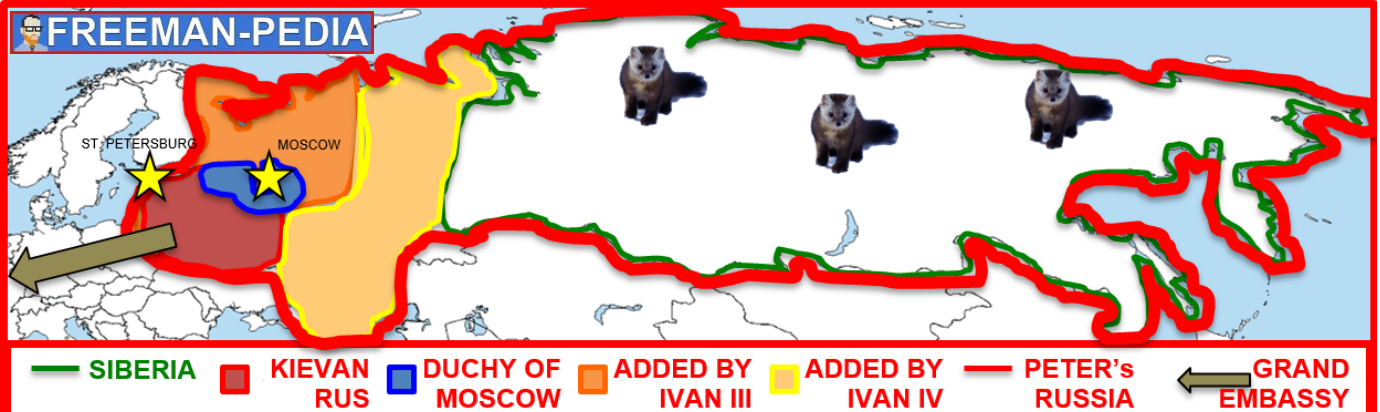 FREEMAN-PEDIA
ST. PETERSBURG
MOSCOW
SIBERIA
KIEVAN
RUS
DUCHY OF
MOSCOW
ADDED BY
IVAN III
ADDED BY
IVAN IV
PETER's
RUSSIA
GRAND
EMBASSY